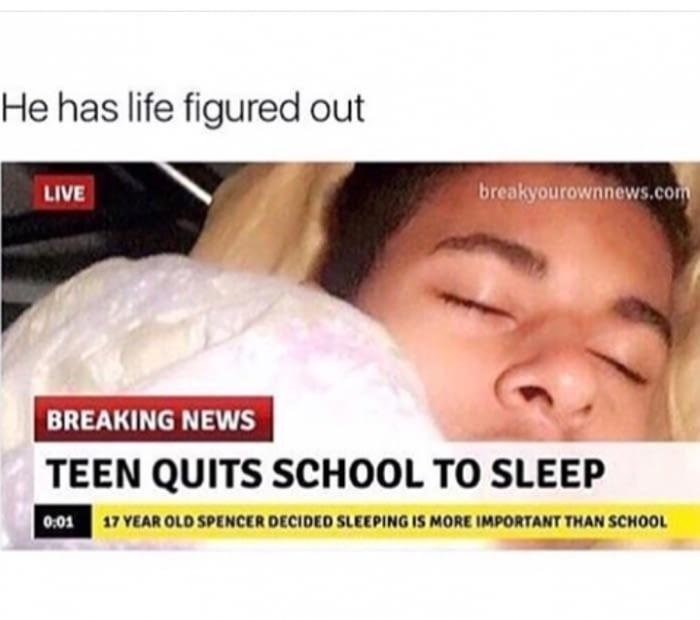 He has life figured out
LIVE
breakyourownnews.com
BREAKING NEWS
TEEN QUITS SCHOOL TO SLEEP
0:01 17 YEAR OLD SPENCER DECIDED SLEEPING IS MORE IMPORTANT THAN SCHOOL